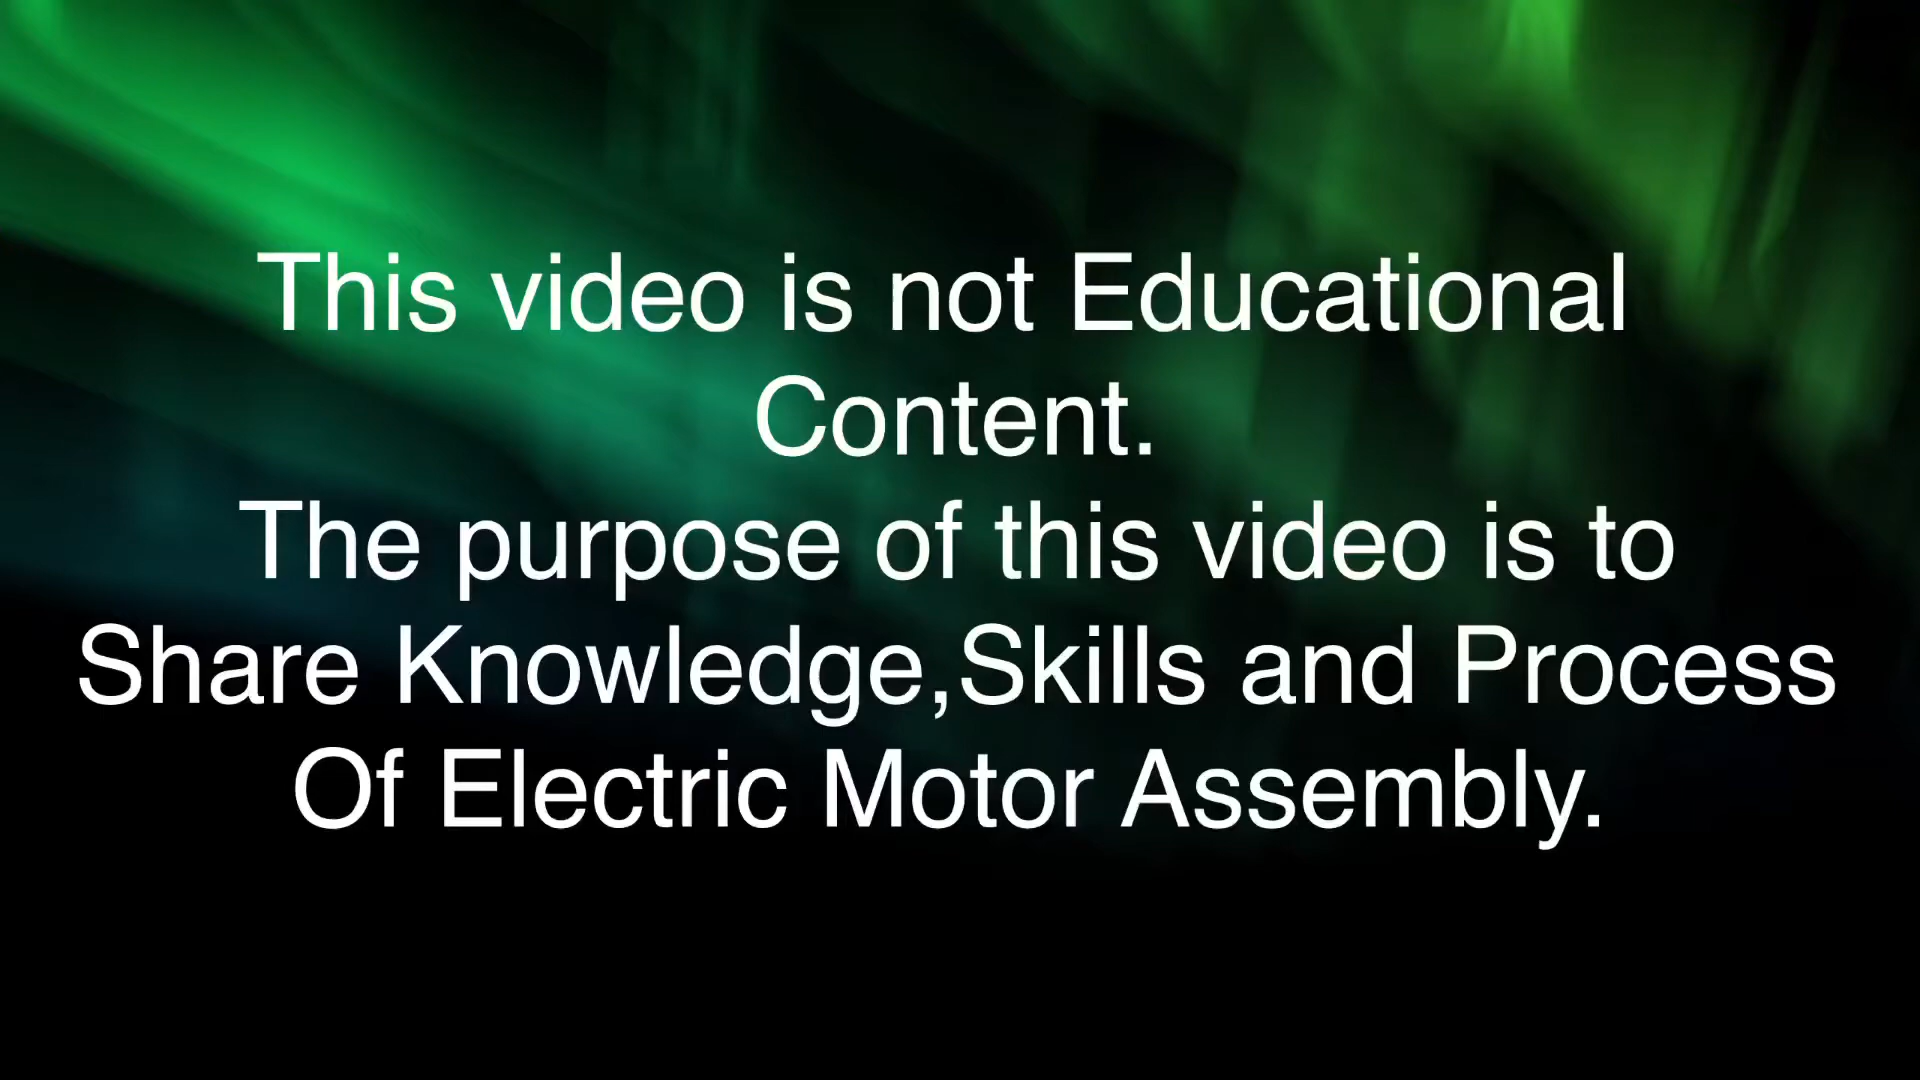 This video is not Educational
Content.
The purpose of this video is to
Share Knowledge,Skills and Process
Of Electric Motor Assembly.